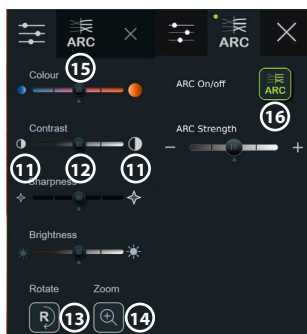 ARC
ARC
Colour
15
ARC On/off
ARC
16
Contrast
ARC Strength
11
12
11
Sharpness
Brightness
Rotate
Zoom
R
13
14